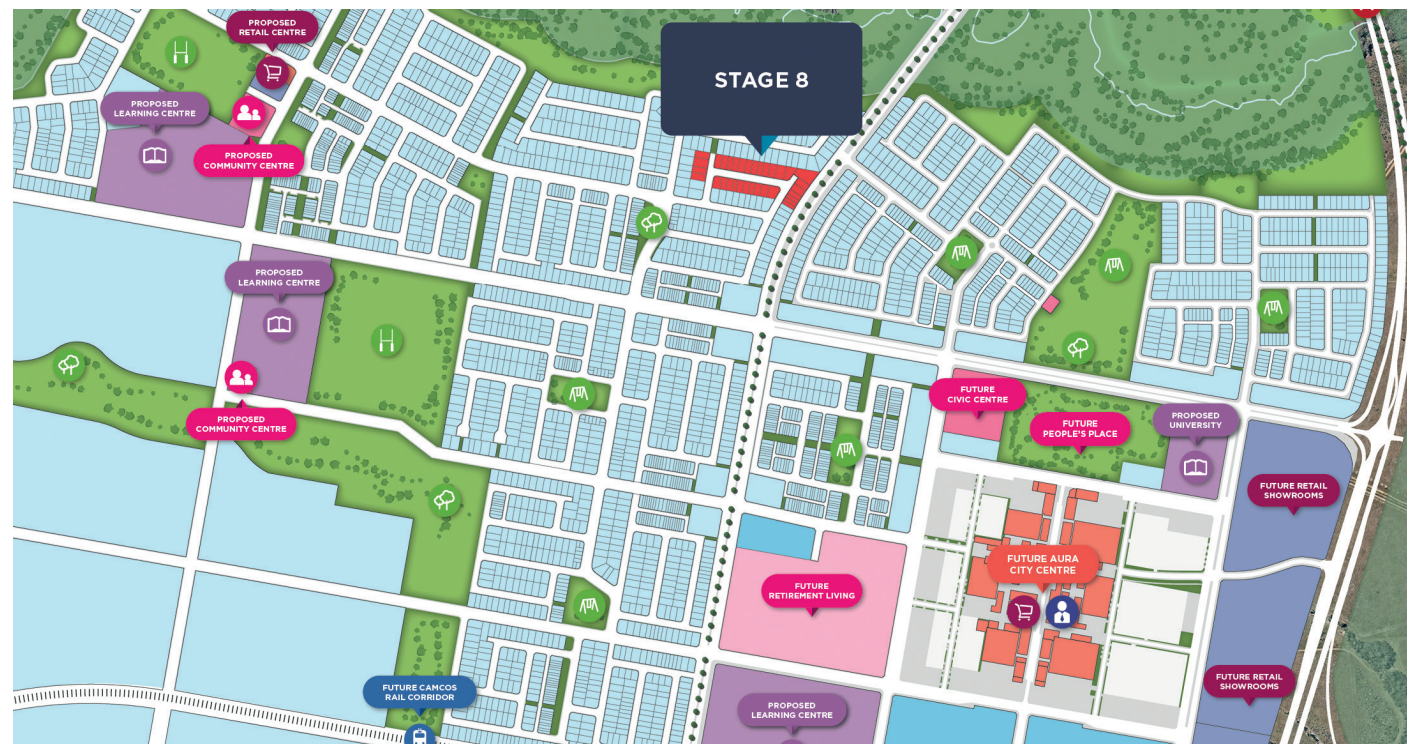 PROPOSED
RETAIL CENTRE
STAGE 8
PROPOSED
LEARNING CENTRE
PROPOSED
COMMUNITY CENTRE
PROPOSED
LEARNING CENTRE
PROPOSED
COMMUNITY CENTRE
FUTURE
CIVIC CENTRE
FUTURE
PEOPLE'S PLACE
PROPOSED
UNIVERSITY
FUTURE RETAIL
SHOWROOMS
FUTURE AURA
CITY CENTRE
FUTURE
RETIREMENT LIVING
FUTURE CAMCOS
RAIL CORRIDOR
FUTURE RETAIL
SHOWROOMS
PROPOSED
LEARNING CENTRE